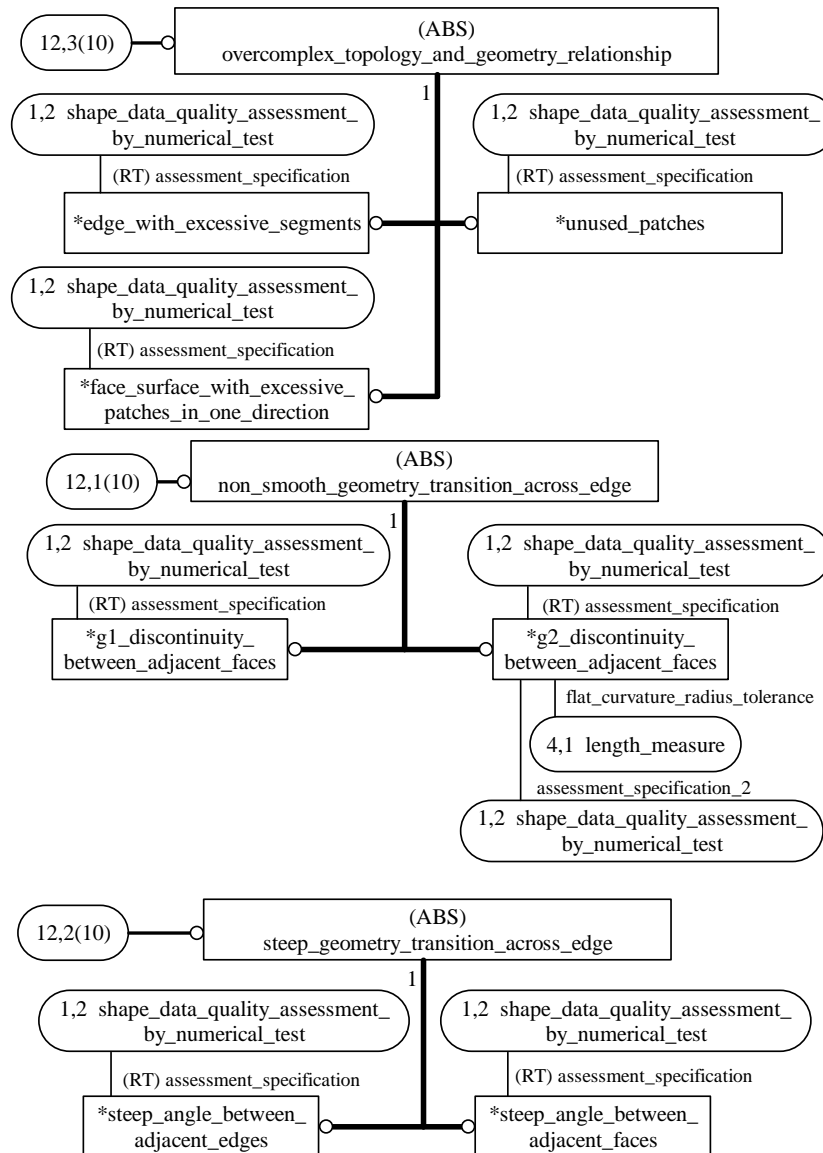 12,3(10)
(ABS)
overcomplex_topology_and_geometry_relationship
1
1,2 shape_data_quality_assessment_
by_numerical_test
1,2 shape_data_quality_assessment_
by_numerical_test
(RT) assessment_specification
(RT) assessment_specification
*edge_with_excessive_segments
*unused_patches
1,2 shape_data_quality_assessment_
by_numerical_test
(RT) assessment_specification
*face_surface_with_excessive_
patches_in_one_direction
12,1(10)
(ABS)
non_smooth_geometry_transition_across_edge
1
1,2 shape_data_quality_assessment_
by_numerical_test
1,2 shape_data_quality_assessment_
by_numerical_test
(RT) assessment_specification
(RT) assessment_specification
*g1_discontinuity_
between_adjacent_faces
*g2_discontinuity_
between_adjacent_faces
flat_curvature_radius_tolerance
4,1 length_measure
assessment_specification_2
1,2 shape_data_quality_assessment_
by_numerical_test
12,2(10)
(ABS)
steep_geometry_transition_across_edge
1
1,2 shape_data_quality_assessment_
by_numerical_test
1,2 shape_data_quality_assessment_
by_numerical_test
(RT) assessment_specification
(RT) assessment_specification
*steep_angle_between_
adjacent_edges
*steep_angle_between_
adjacent_faces